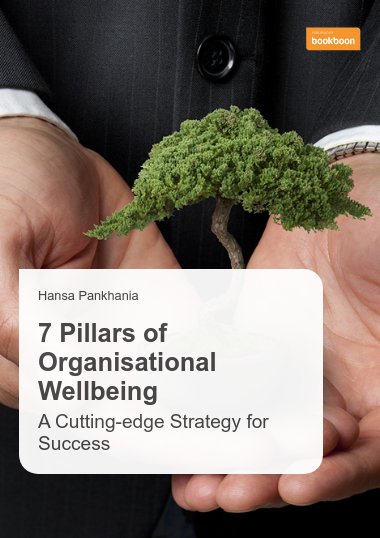 bookboon
Hansa Pankhania
7 Pillars of
Organisational
Wellbeing
A Cutting-edge Strategy for
Success